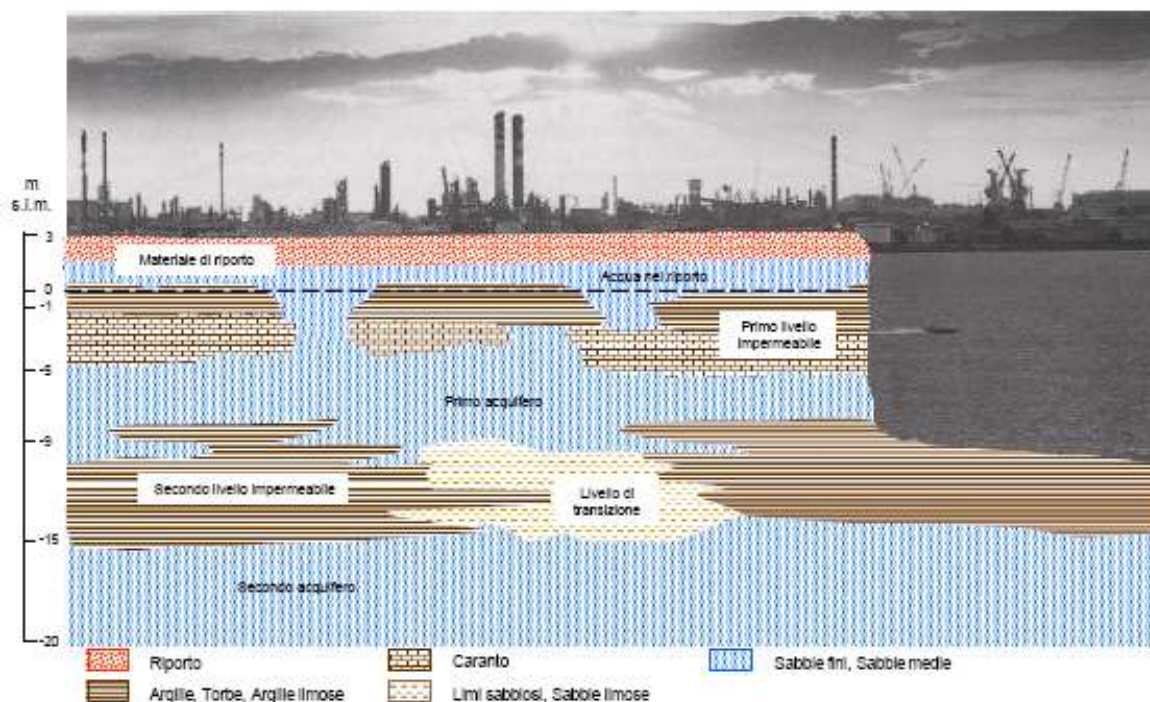 m
s.l.m.
3
Materiale di riporto
Acqua nel riporto
0
-1
Primo livello
impermeabile
-5
Primo acquifero
-9
Secondo livello impermeabile
Livello di
transizione
-15
Secondo acquifero
-20
Riporto
Caranto
Sabbie fini, Sabbie medie
Argille, Torbe, Argille limose
Limi sabbiosi, Sabbie limose